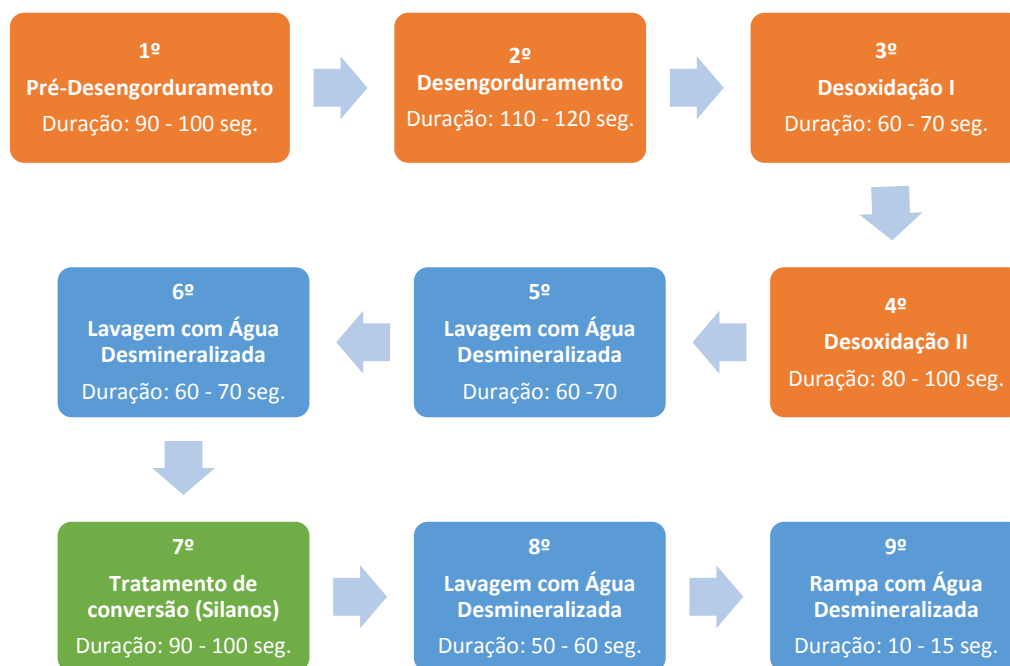 1º
Pré-Desengorduramento
Duração: 90 - 100 seg.
2º
Desengorduramento
Duração: 110 - 120 seg.
3º
Desoxidação I
Duração: 60 - 70 seg.
4º
Desoxidação II
Duração: 80 - 100 seg.
5º
Lavagem com Água
Desmineralizada
Duração: 60 -70
6º
Lavagem com Água
Desmineralizada
Duração: 60 - 70 seg.
7º
Tratamento de
conversão (Silanos)
Duração: 90 - 100 seg.
8º
Lavagem com Água
Desmineralizada
Duração: 50 - 60 seg.
9º
Rampa com Água
Desmineralizada
Duração: 10 - 15 seg.